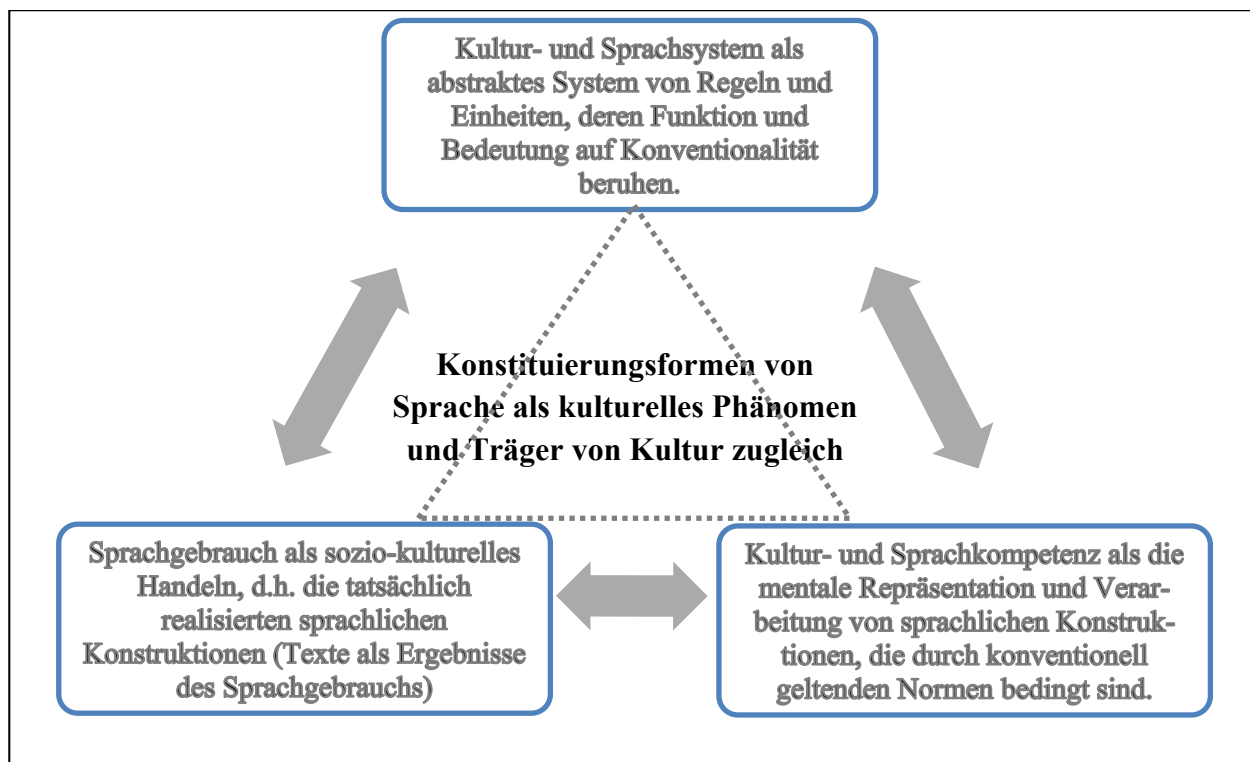 Kultur- und Sprachsystem als
abstraktes System von Regeln und
Einheiten, deren Funktion und
Bedeutung auf Konventionalität
beruhen.
Konstituierungsformen von
Sprache als kulturelles Phänomen
und Träger von Kultur zugleich
Sprachgebrauch als sozio-kulturelles
Handeln, d.h. die tatsächlich
realisierten sprachlichen
Konstruktionen (Texte als Ergebnisse
des Sprachgebrauchs)
Kultur- und Sprachkompetenz als die
mentale Repräsentation und Verar-
beitung von sprachlichen Konstruk-
tionen, die durch konventionell
geltenden Normen bedingt sind.